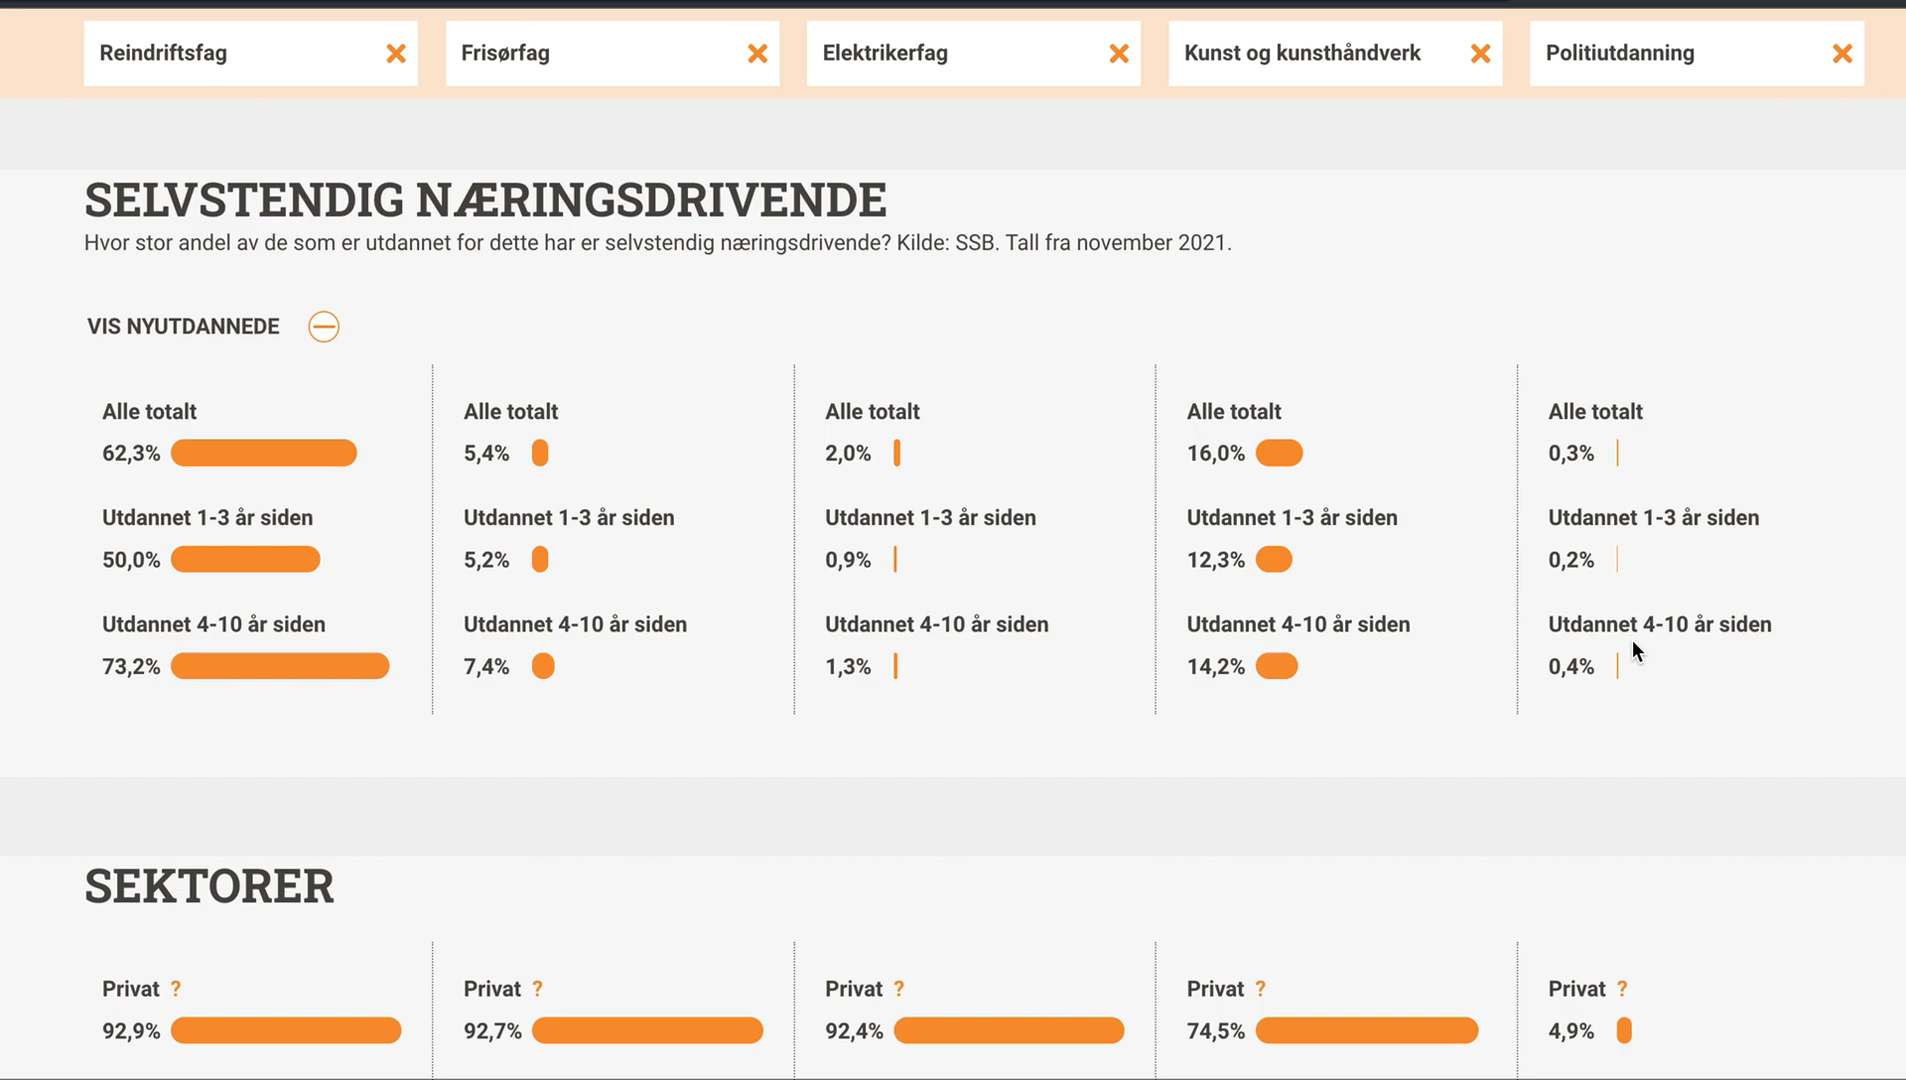 Reindriftsfag
Frisørfag
Elektrikerfag
Kunst og kunsthåndverk
Politiutdanning
SELVSTENDIG NÆRINGSDRIVENDE
Hvor stor andel av de som er utdannet for dette har er selvstendig næringsdrivende? Kilde: SSB. Tall fra november 2021.
VIS NYUTDANNEDE
Alle totalt
62,3%
Utdannet 1-3 år siden
50,0%
Utdannet 4-10 år siden
73,2%
Alle totalt
5,4%
Utdannet 1-3 år siden
5,2%
Utdannet 4-10 år siden
7,4%
Alle totalt
2,0%
Utdannet 1-3 år siden
0,9%
Utdannet 4-10 år siden
1,3%
Alle totalt
16,0%
Utdannet 1-3 år siden
12,3%
Utdannet 4-10 år siden
14,2%
Alle totalt
0,3%
Utdannet 1-3 år siden
0,2%
Utdannet 4-10 år siden
0,4%
SEKTORER
Privat ?
92,9%
Privat ?
92,7%
Privat ?
92,4%
Privat ?
74,5%
Privat ?
4,9%